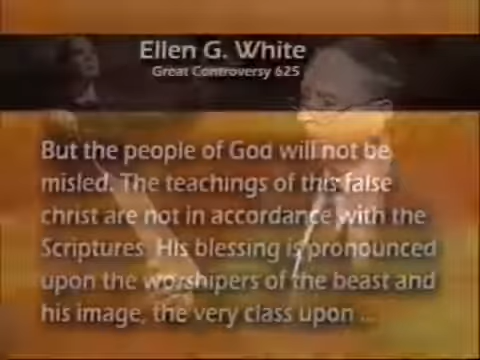 Ellen G. White
Great Controversy 625
But the people of God will not be
misled. The teachings of this false
christ are not in accordance with the
Scriptures. His blessing is pronounced
upon the worshipers of the beast and
his image, the very class upon ...